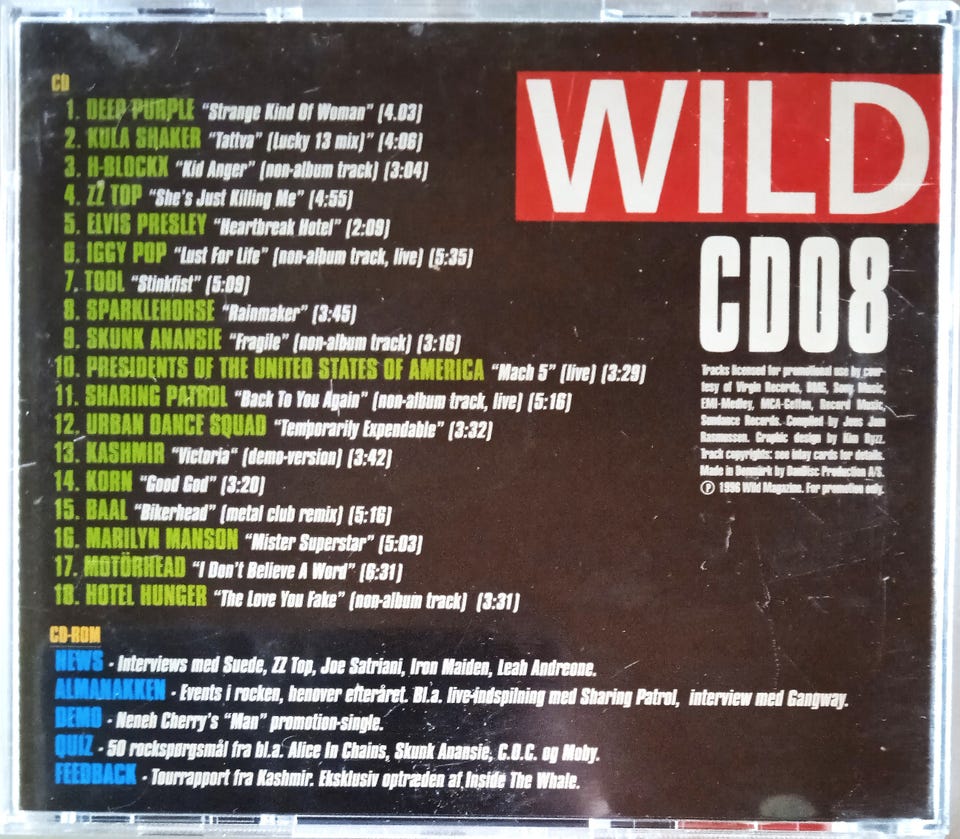 CD
1. DEEP PURPLE "Strange Kind Of Woman" (4.03)
2. KULA SHAKER "Tattva" (Lucky 13 mix)" (4:06)
3. H-BLOCKX "Kid Anger" (non-album track) (3:04)
4. ZZ TOP "She's Just Killing Me" (4:55)
5. ELVIS PRESLEY "Heartbreak Hotel" (2:09)
6. IGGY POP "Lust For Life" (non-album track, live) (5:35)
7. TOOL "Stinkfist" (5:09)
8. SPARKLEHORSE "Rainmaker" (3:45)
9. SKUNK ANANSIE "Fragile" (non-album track) (3:16)
10. PRESIDENTS OF THE UNITED STATES OF AMERICA "Mach 5" (live) (3:29)
11. SHARING PATROL "Back To You Again" (non-album track, live) (5:16)
12. URBAN DANCE SQUAD "Temporarily Expendable" (3:32)
13. KASHMIR "Victoria" (demo-version) (3:42)
14. KORN "Good God" (3:20)
15. BAAL "Bikerhead" (metal club remix) (5:16)
16. MARILYN MANSON "Mister Superstar" (5:03)
17. MOTÖRHEAD "I Don't Believe A Word" (6:31)
18. HOTEL HUNGER "The Love You Fake" (non-album track) (3:31)
CD-ROM
NEWS - Interviews med Suede, ZZ Top, Joe Satriani, Iron Maiden, Leah Andreone.
ALMANAKKEN - Events i rocken, henover efteråret. Bl.a. live-indspilning med Sharing Patrol, interview med Gangway.
DEMO - Neneh Cherry's "Man" promotion-single.
QUIZ - 50 rockspørgsmål fra bl.a. Alice In Chains, Skunk Anansie, C.O.C. og Moby.
FEEDBACK - Tourrapport fra Kashmir. Eksklusiv optræden af Inside The Whale.
WILD
CD08
Tracks licensed for promotional use by cour-
tesy of Virgin Records, BMG, Sony Music,
EMI-Medley, MCA-Geffen, Record Music,
Sundance Records. Compiled by Jens Jam
Rasmussen. Graphic design by Kim Ryzz.
Track copyrights: see inlay cards for details.
Made in Denmark by DanDisc Production A/S.
Ⓟ 1996 Wild Magazine. For promotion only.